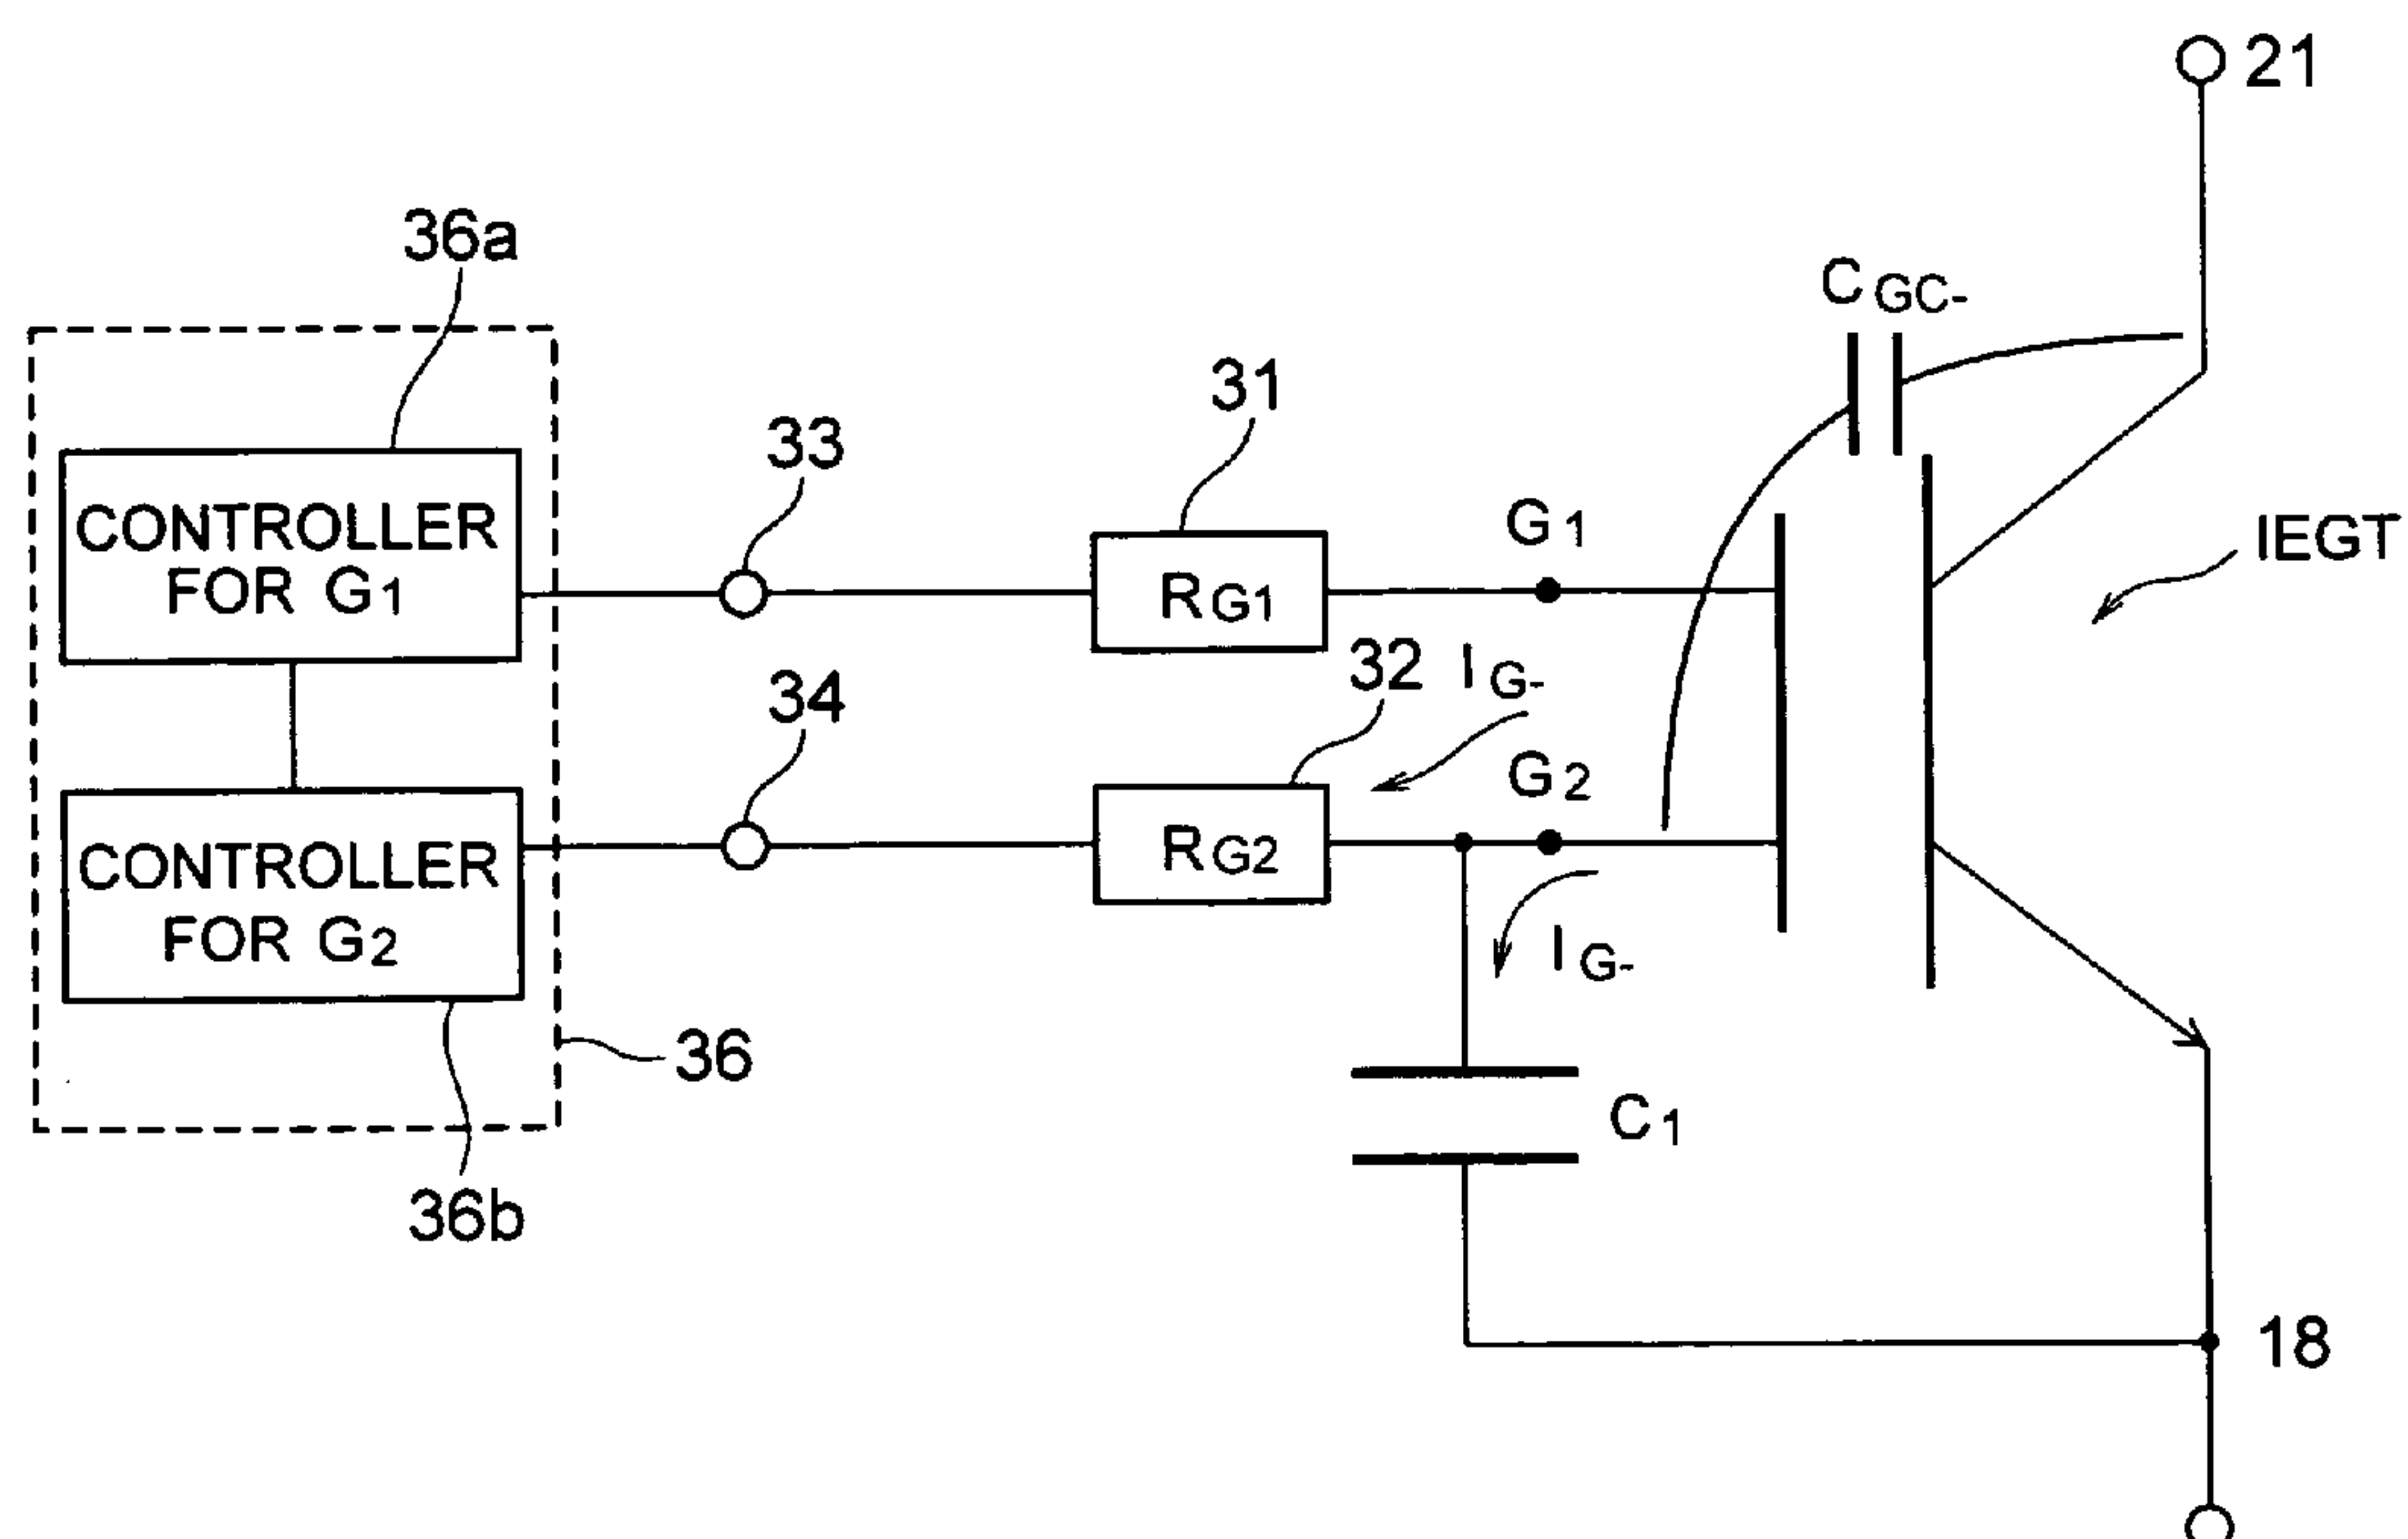 21
36a
C GC-
31
33
G1
IEGT
CONTROLLER
FOR G1
RG1
32
IG-
34
G2
CONTROLLER
FOR G2
RG2
IG-
36
C1
36b
18